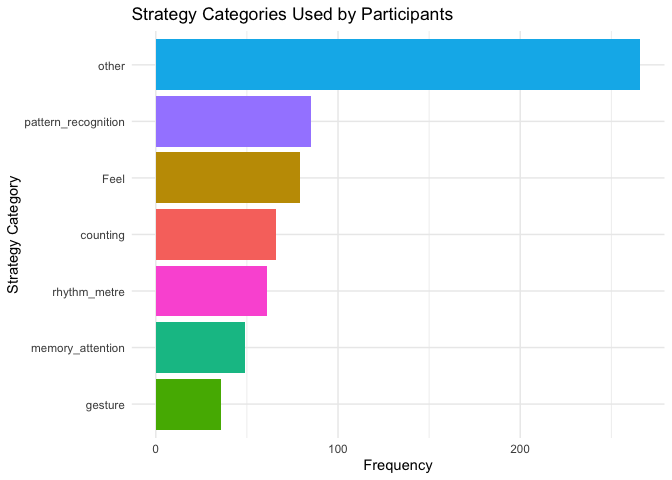 Strategy Categories Used by Participants
other
pattern_recognition
Feel
counting
rhythm_metre
memory_attention
gesture
Strategy Category
0 100 200
Frequency